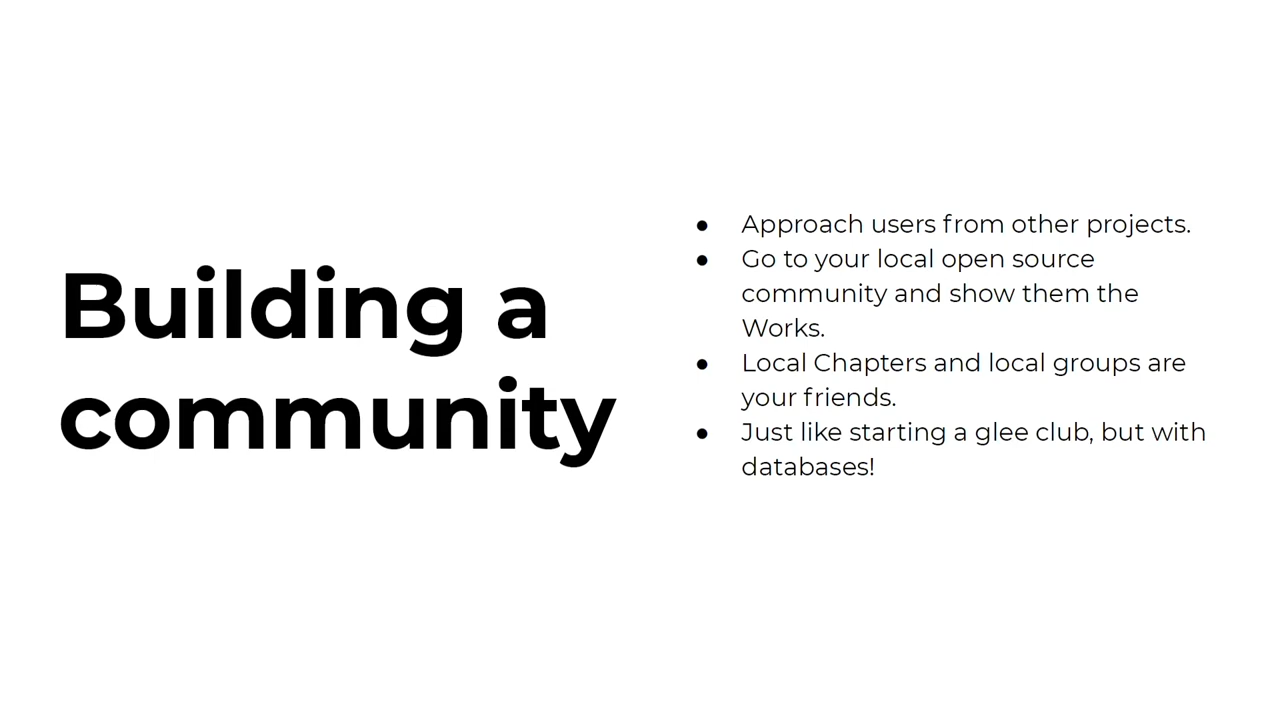 Building a
community
● Approach users from other projects.
● Go to your local open source
community and show them the
Works.
● Local Chapters and local groups are
your friends.
● Just like starting a glee club, but with
databases!